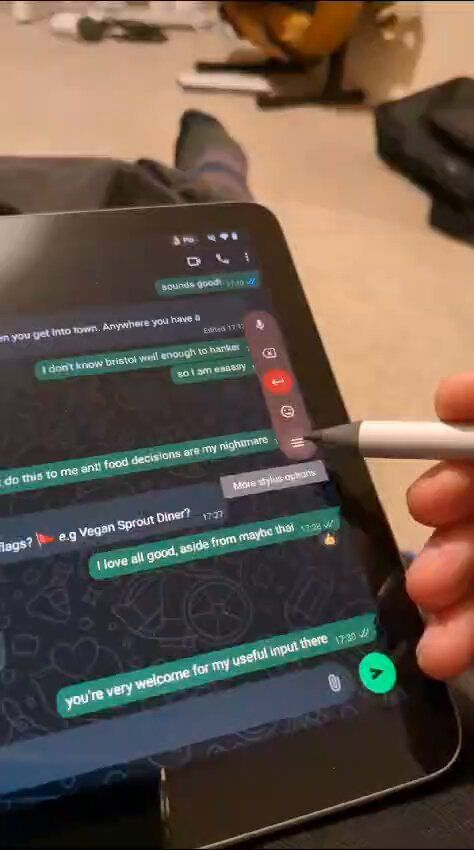 sounds good! 17:10
en you get into town. Anywhere you have a
Edited 17:1
I don't know bristol well enough to hanker
so I am eaaasy
do this to me ant! food decisions are my nightmare
More stylus options
flags? 🚩 e.g Vegan Sprout Diner? 17:27
I love all good, aside from maybe thai 17:28
👍
you're very welcome for my useful input there 17:30